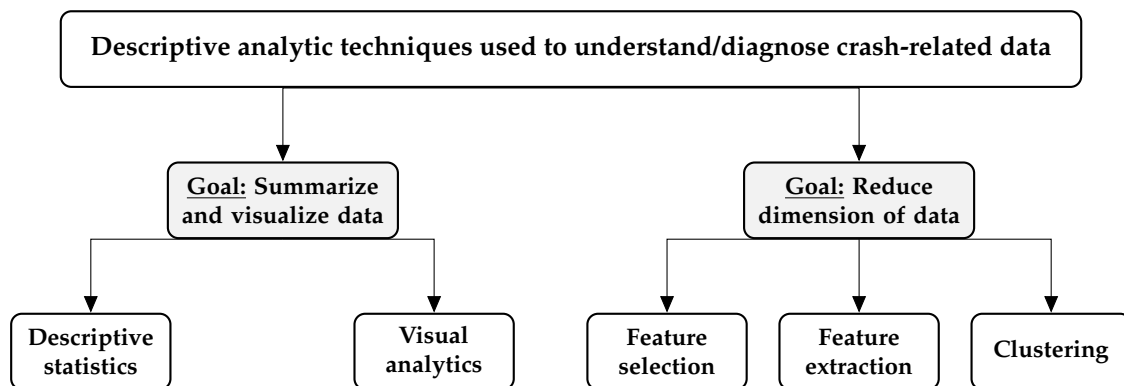 Descriptive analytic techniques used to understand/diagnose crash-related data
Goal: Summarize
and visualize data
Goal: Reduce
dimension of data
Descriptive
statistics
Visual
analytics
Feature
selection
Feature
extraction
Clustering